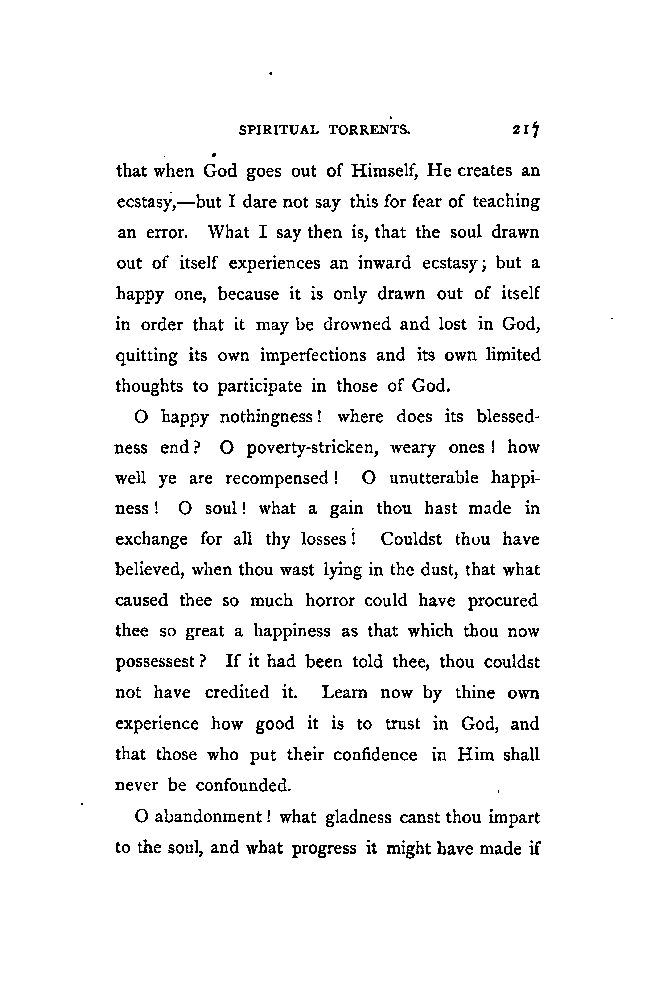 SPIRITUAL TORRENTS. 217
that when God goes out of Himself, He creates an
ecstasy,—but I dare not say this for fear of teaching
an error. What I say then is, that the soul drawn
out of itself experiences an inward ecstasy; but a
happy one, because it is only drawn out of itself
in order that it may be drowned and lost in God,
quitting its own imperfections and its own limited
thoughts to participate in those of God.
O happy nothingness! where does its blessed-
ness end? O poverty-stricken, weary ones! how
well ye are recompensed! O unutterable happi-
ness! O soul! what a gain thou hast made in
exchange for all thy losses! Couldst thou have
believed, when thou wast lying in the dust, that what
caused thee so much horror could have procured
thee so great a happiness as that which thou now
possessest? If it had been told thee, thou couldst
not have credited it. Learn now by thine own
experience how good it is to trust in God, and
that those who put their confidence in Him shall
never be confounded.
O abandonment! what gladness canst thou impart
to the soul, and what progress it might have made if